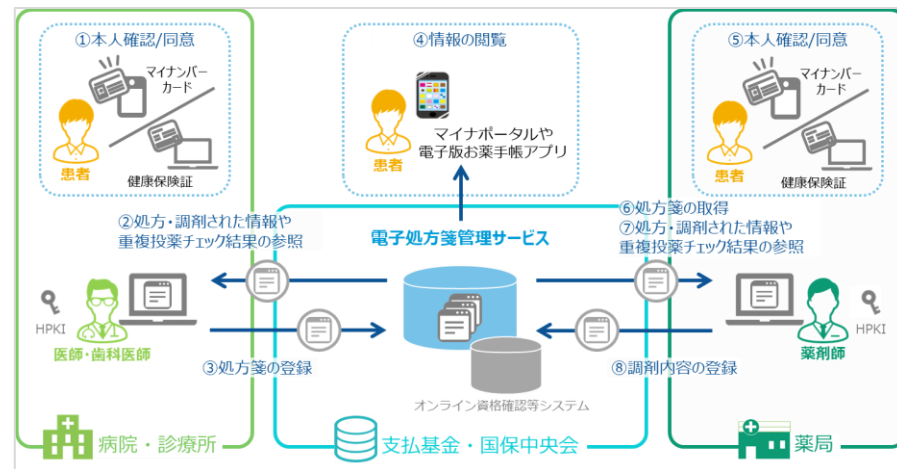 ①本人確認/同意
マイナンバー
カード
患者
健康保険証
②処方・調剤された情報や
重複投薬チェック結果の参照
HPKI
医師・歯科医師
③処方箋の登録
病院・診療所
④情報の閲覧
患者
マイナポータルや
電子版お薬手帳アプリ
電子処方箋管理サービス
オンライン資格確認等システム
支払基金・国保中央会
⑤本人確認/同意
マイナンバー
カード
患者
健康保険証
⑥処方箋の取得
⑦処方・調剤された情報や
重複投薬チェック結果の参照
HPKI
薬剤師
⑧調剤内容の登録
薬局